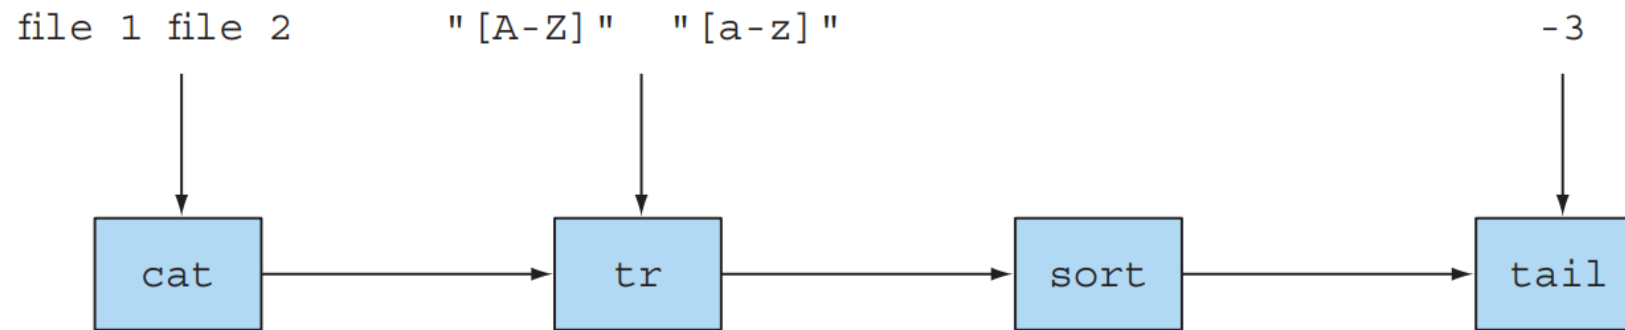 file 1 file 2 "[A-Z]" "[a-z]" -3
cat tr sort tail